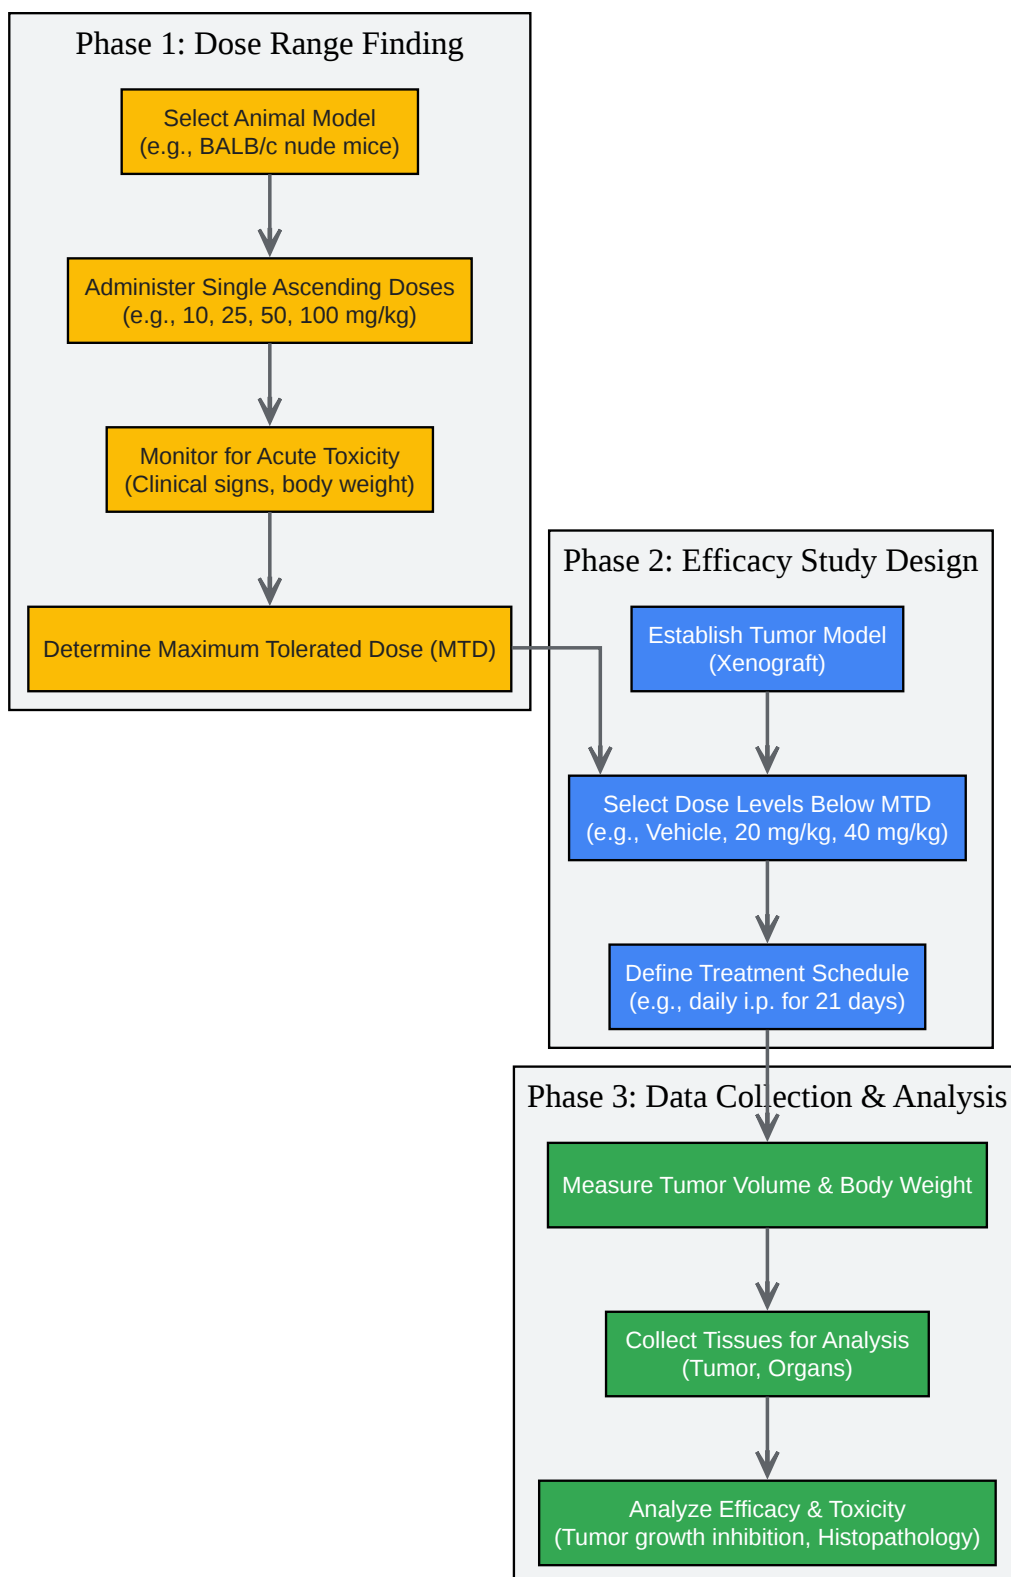 Phase 1: Dose Range Finding
Select Animal Model
(e.g., BALB/c nude mice)
Administer Single Ascending Doses
(e.g., 10, 25, 50, 100 mg/kg)
Monitor for Acute Toxicity
(Clinical signs, body weight)
Determine Maximum Tolerated Dose (MTD)
Phase 2: Efficacy Study Design
Establish Tumor Model
(Xenograft)
Select Dose Levels Below MTD
(e.g., Vehicle, 20 mg/kg, 40 mg/kg)
Define Treatment Schedule
(e.g., daily i.p. for 21 days)
Phase 3: Data Collection & Analysis
Measure Tumor Volume & Body Weight
Collect Tissues for Analysis
(Tumor, Organs)
Analyze Efficacy & Toxicity
(Tumor growth inhibition, Histopathology)